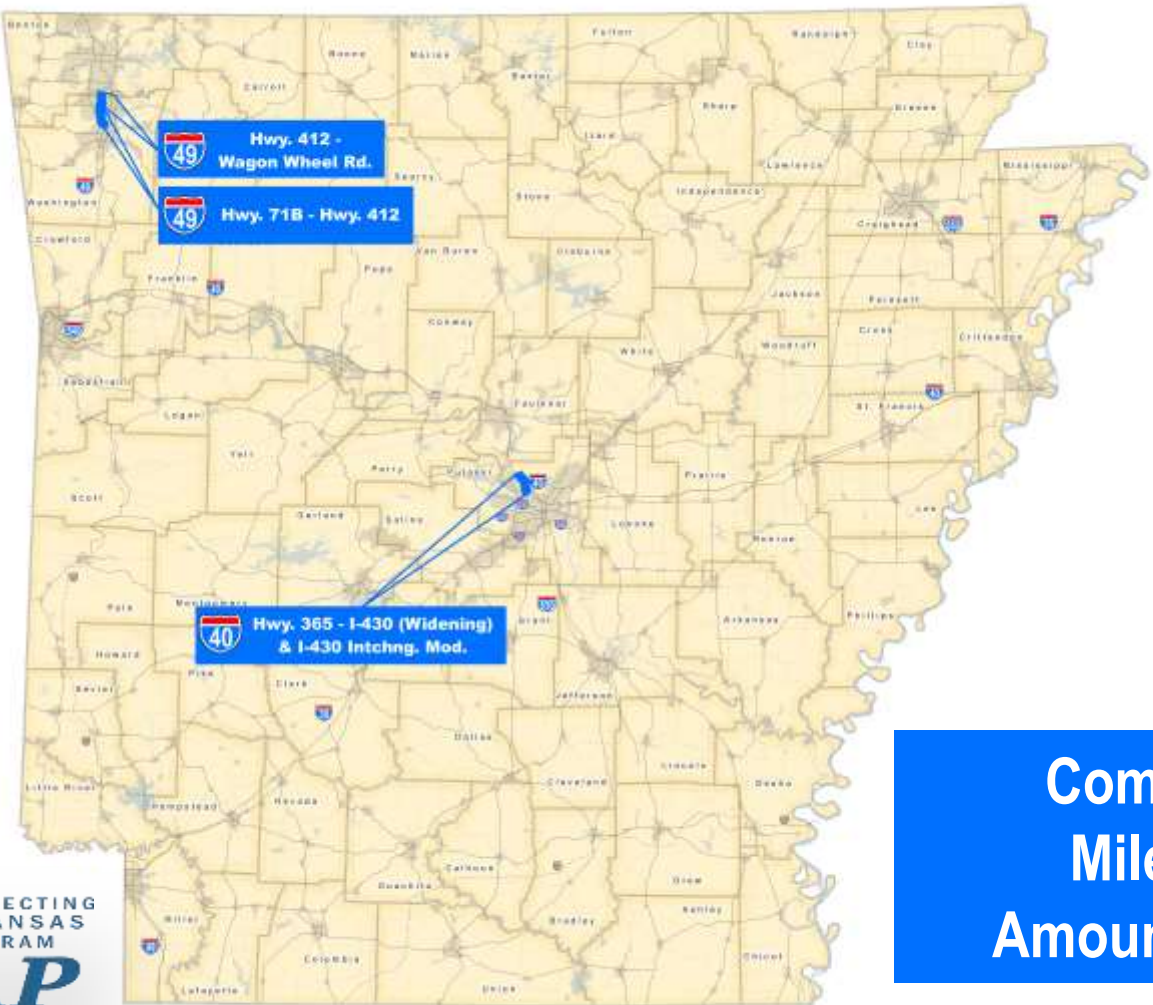 Benton
Carroll
Boone
Marion
Baxter
Fulton
Randolph
Clay
Sharp
Greene
Izard
Lawrence
49
Hwy. 412 -
Wagon Wheel Rd.
49
Hwy. 71B - Hwy. 412
Washington
Searcy
Stone
Independence
Mississippi
Craighead
Crawford
Franklin
Pope
Van Buren
Cleburne
Jackson
Poinsett
Conway
White
Woodruff
Cross
Crittenden
Sebastian
Logan
Faulkner
St. Francis
Yell
Perry
Pulaski
Prairie
Scott
Garland
Saline
Lonoke
Monroe
Lee
Polk
Montgomery
40
Hwy. 365 - I-430 (Widening)
& I-430 Intchng. Mod.
Grant
Arkansas
Phillips
Howard
Pike
Clark
Sevier
Jefferson
Dallas
Cleveland
Lincoln
Desha
Little River
Hempstead
Nevada
Calhoun
Ouachita
Drew
Miller
Bradley
Ashley
Columbia
Chicot
Lafayette
Union
ECTING
ANSAS
RAM
AP
Com
Mile
Amour